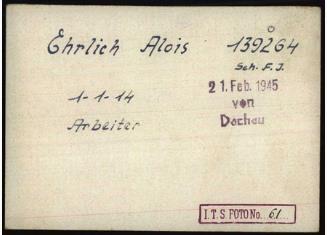 Ehrlich Alois 139264
Sch. F. J.
21. Feb. 1945
1-1-14
von
Arbeiter
Dachau
I.T.S. FOTO No. 61